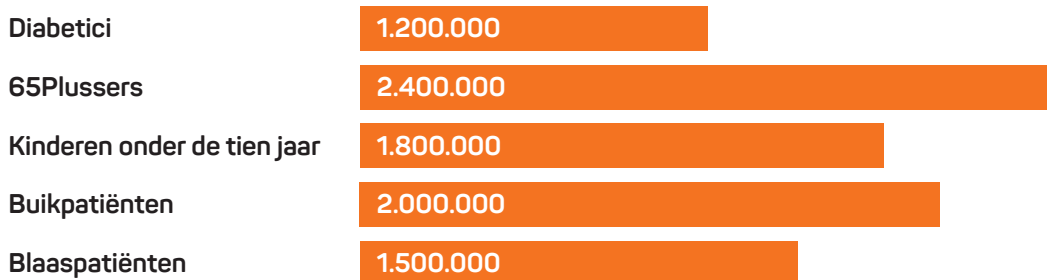 Diabetici 1.200.000
65Plussers 2.400.000
Kinderen onder de tien jaar 1.800.000
Buikpatiënten 2.000.000
Blaaspatiënten 1.500.000